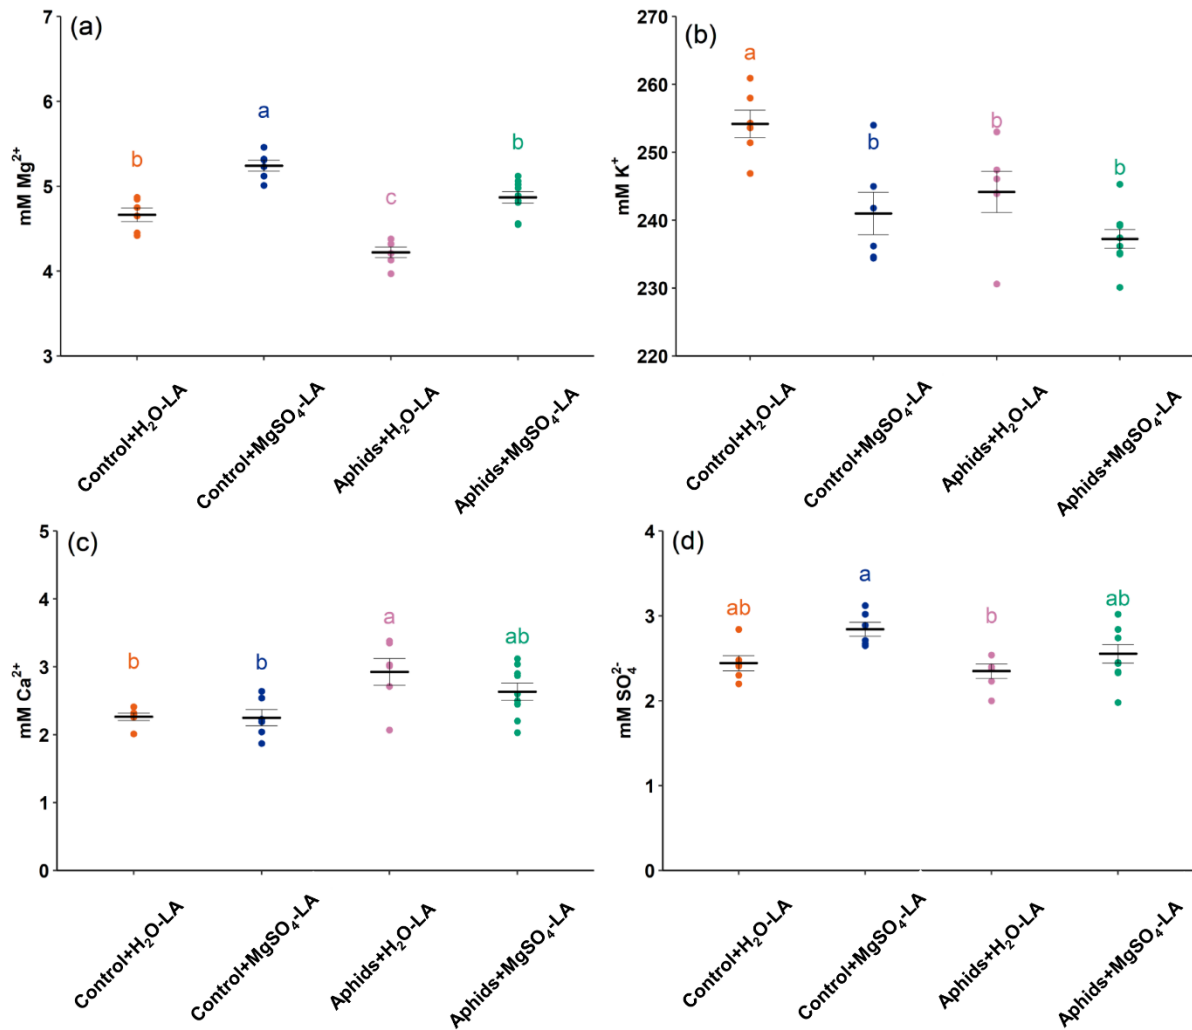 (a)
7
6
5
4
3
mM Mg²⁺
b
a
c
b
Control+H₂O-LA
Control+MgSO₄-LA
Aphids+H₂O-LA
Aphids+MgSO₄-LA
(b)
270
260
250
240
230
220
mM K⁺
a
b
b
b
Control+H₂O-LA
Control+MgSO₄-LA
Aphids+H₂O-LA
Aphids+MgSO₄-LA
(c)
5
4
3
2
1
0
mM Ca²⁺
b
b
a
ab
Control+H₂O-LA
Control+MgSO₄-LA
Aphids+H₂O-LA
Aphids+MgSO₄-LA
(d)
4
3
2
1
0
mM SO₄²⁻
ab
a
b
ab
Control+H₂O-LA
Control+MgSO₄-LA
Aphids+H₂O-LA
Aphids+MgSO₄-LA